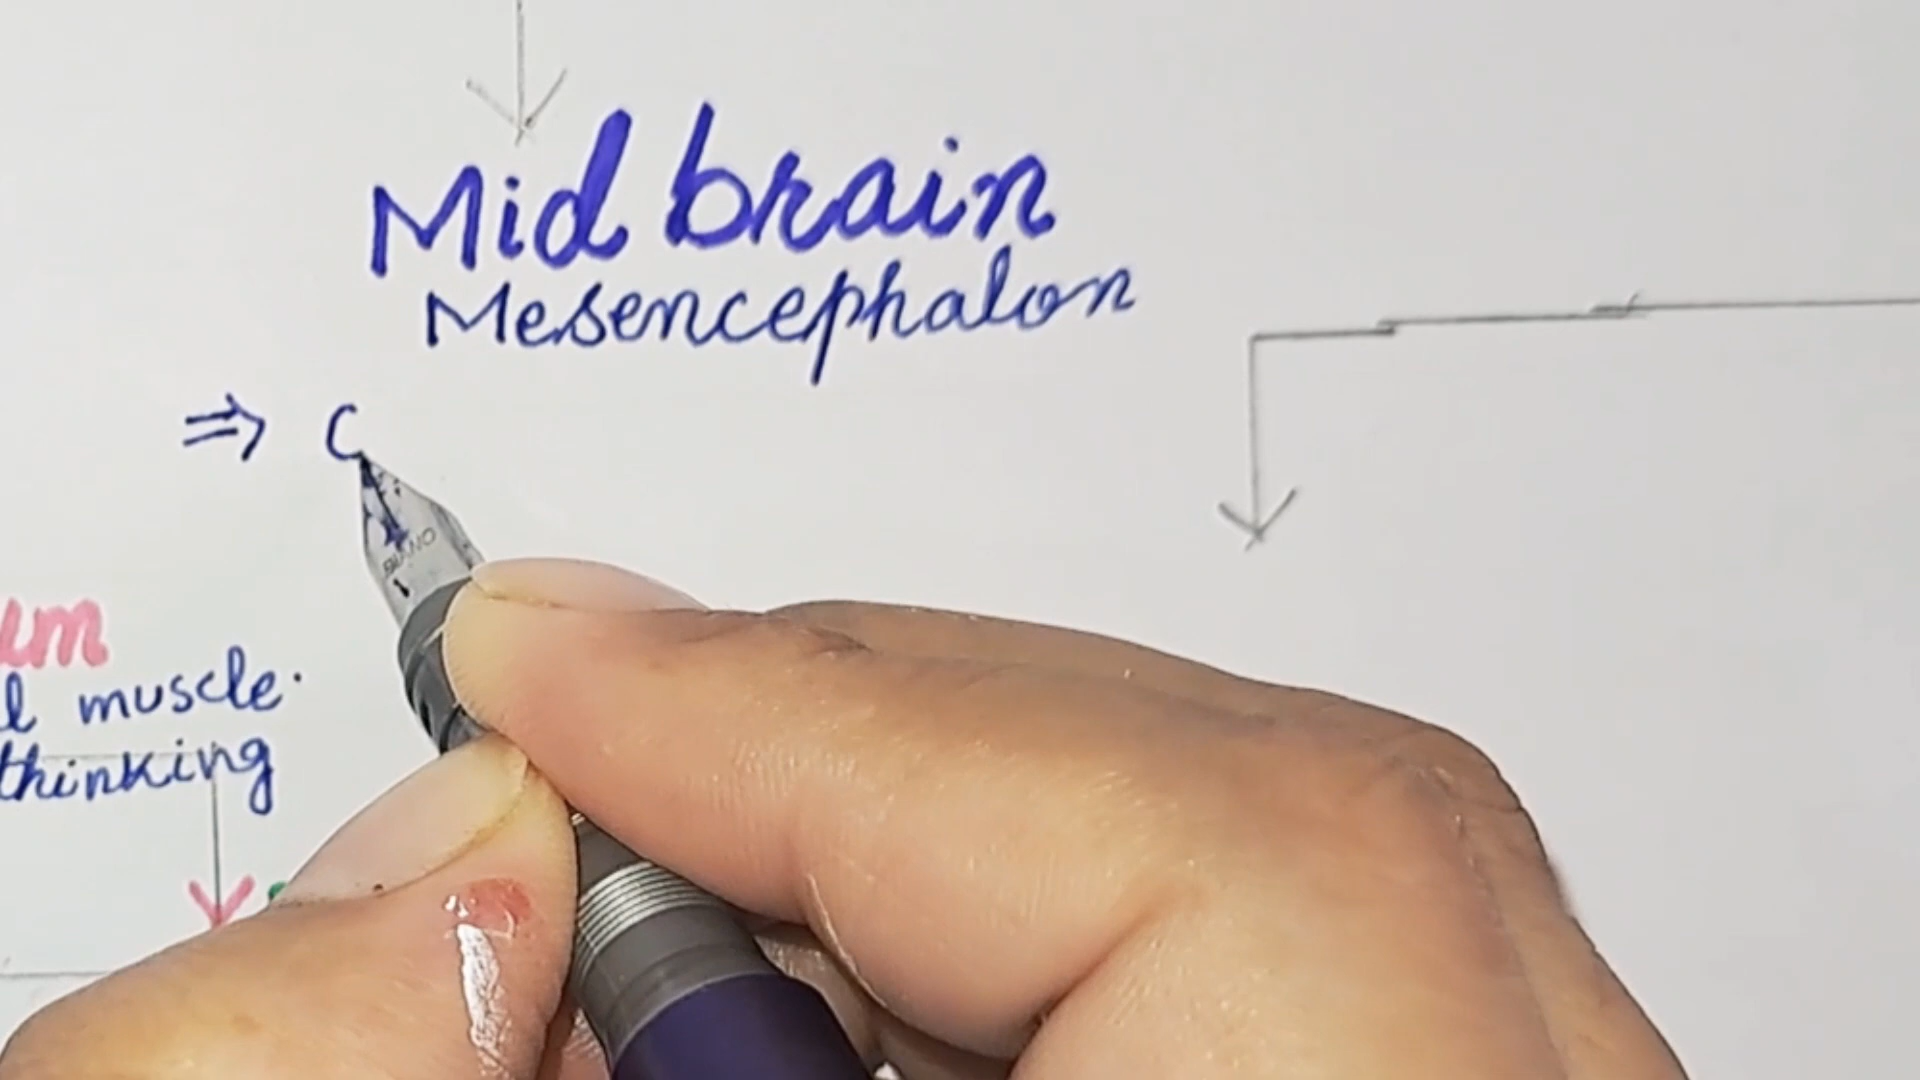 Mid brain
Mesencephalon
⇒ C
um
l muscle.
thinking